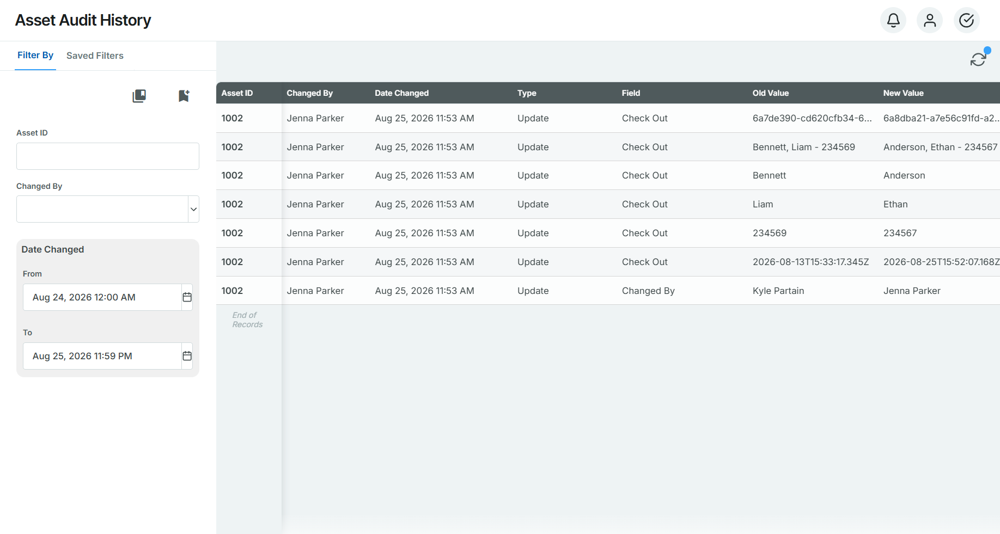 Asset Audit History
Filter By
Saved Filters
Asset ID
Changed By
Date Changed
From
Aug 24, 2026 12:00 AM
To
Aug 25, 2026 11:59 PM
Asset ID Changed By Date Changed Type Field Old Value New Value
1002 Jenna Parker Aug 25, 2026 11:53 AM Update Check Out 6a7de390-cd620cfb34-6... 6a8dba21-a7e56c91fd-a2...
1002 Jenna Parker Aug 25, 2026 11:53 AM Update Check Out Bennett, Liam - 234569 Anderson, Ethan - 234567
1002 Jenna Parker Aug 25, 2026 11:53 AM Update Check Out Bennett Anderson
1002 Jenna Parker Aug 25, 2026 11:53 AM Update Check Out Liam Ethan
1002 Jenna Parker Aug 25, 2026 11:53 AM Update Check Out 234569 234567
1002 Jenna Parker Aug 25, 2026 11:53 AM Update Check Out 2026-08-13T15:33:17.345Z 2026-08-25T15:52:07.168Z
1002 Jenna Parker Aug 25, 2026 11:53 AM Update Changed By Kyle Partain Jenna Parker
End of
Records